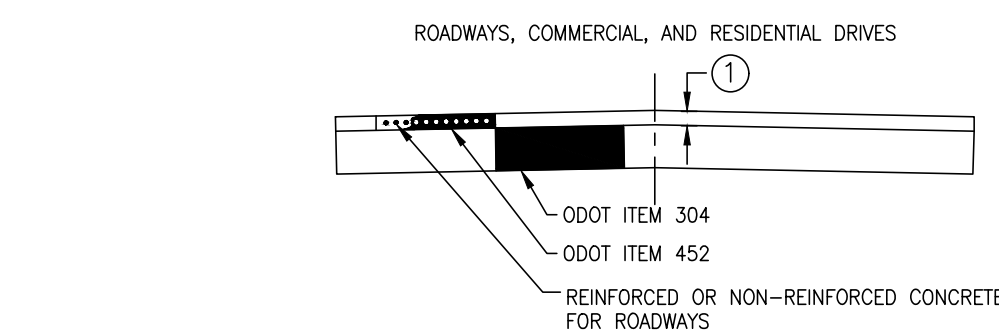 ROADWAYS, COMMERCIAL, AND RESIDENTIAL DRIVES
1
ODOT ITEM 304
ODOT ITEM 452
REINFORCED OR NON-REINFORCED CONCRETE
FOR ROADWAYS